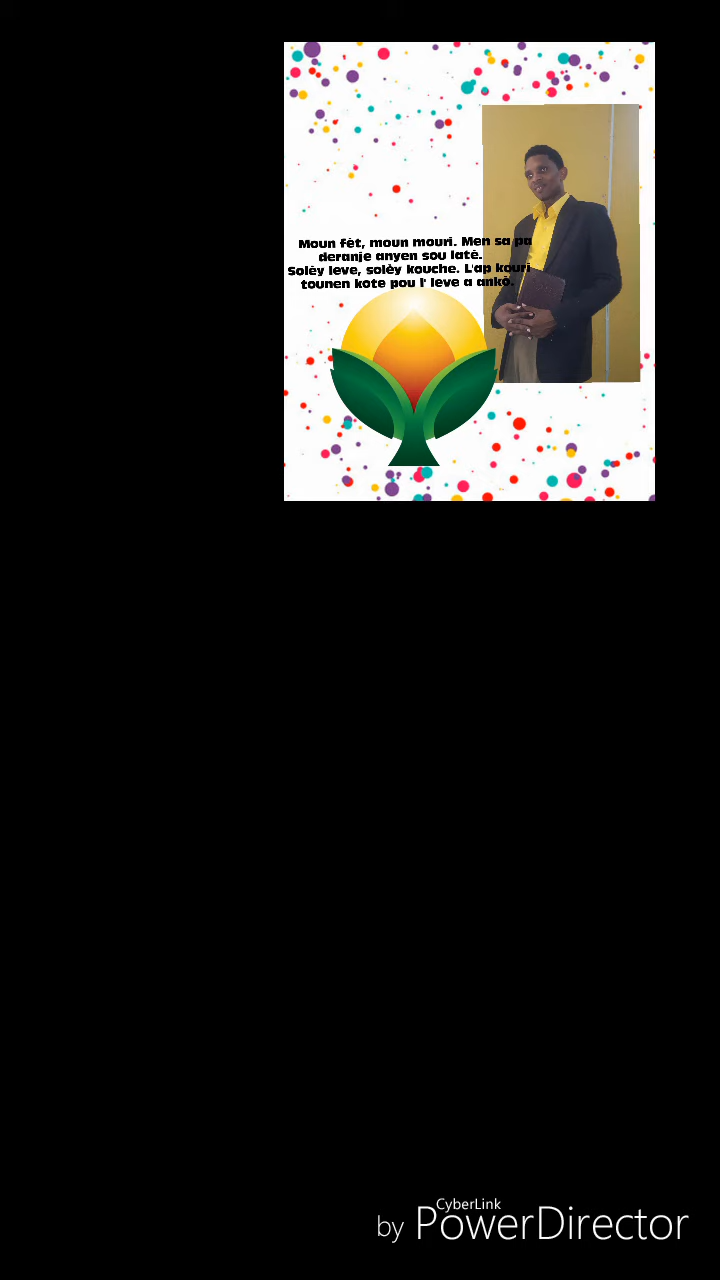 Moun fèt, moun mouri. Men sa pa
deranje anyen sou latè.
Solèy leve, solèy kouche. L'ap kouri
tounen kote pou l' leve a ankò.
by CyberLink PowerDirector